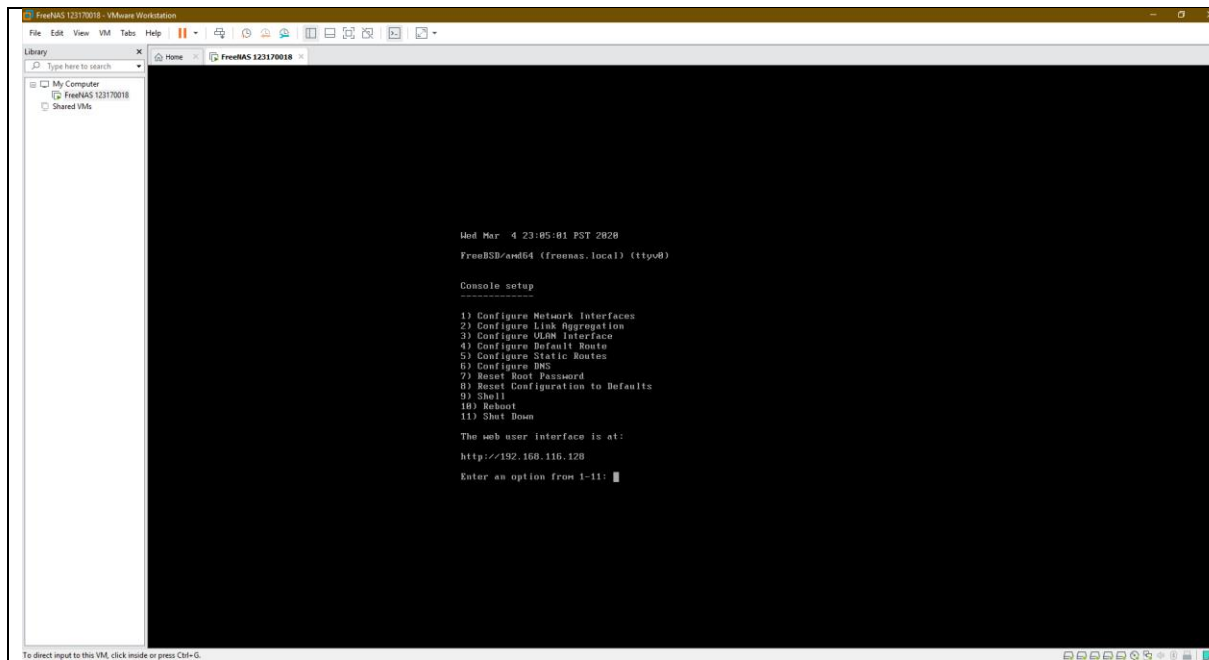 FreeNAS 123170018 - VMware Workstation
File Edit View VM Tabs Help
Library
Type here to search
My Computer
FreeNAS 123170018
Shared VMs
Home
FreeNAS 123170018
Wed Mar  4 23:05:01 PST 2020
FreeBSD/amd64 (freenas.local) (ttyv0)
Console setup
-------------
1) Configure Network Interfaces
2) Configure Link Aggregation
3) Configure VLAN Interface
4) Configure Default Route
5) Configure Static Routes
6) Configure DNS
7) Reset Root Password
8) Reset Configuration to Defaults
9) Shell
10) Reboot
11) Shut Down
The web user interface is at:
http://192.168.116.128
Enter an option from 1-11:
To direct input to this VM, click inside or press Ctrl+G.